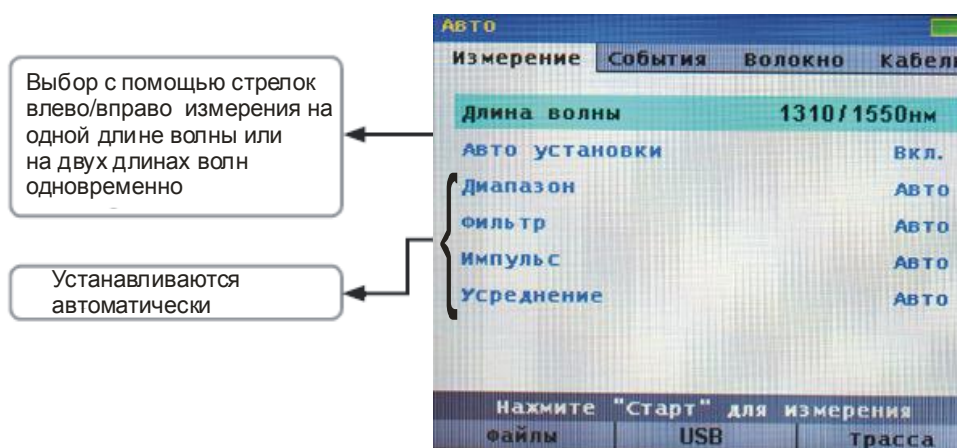 Авто
Измерение События Волокно Кабель
Выбор с помощью стрелок
влево/вправо измерения на
одной длине волны или
на двух длинах волн
одновременно
Длина волны 1310/1550нм
Авто установки Вкл.
Диапазон Авто
Фильтр Авто
Импульс Авто
Усреднение Авто
Устанавливаются
автоматически
Нажмите "Старт" для измерения
Файлы USB Трасса